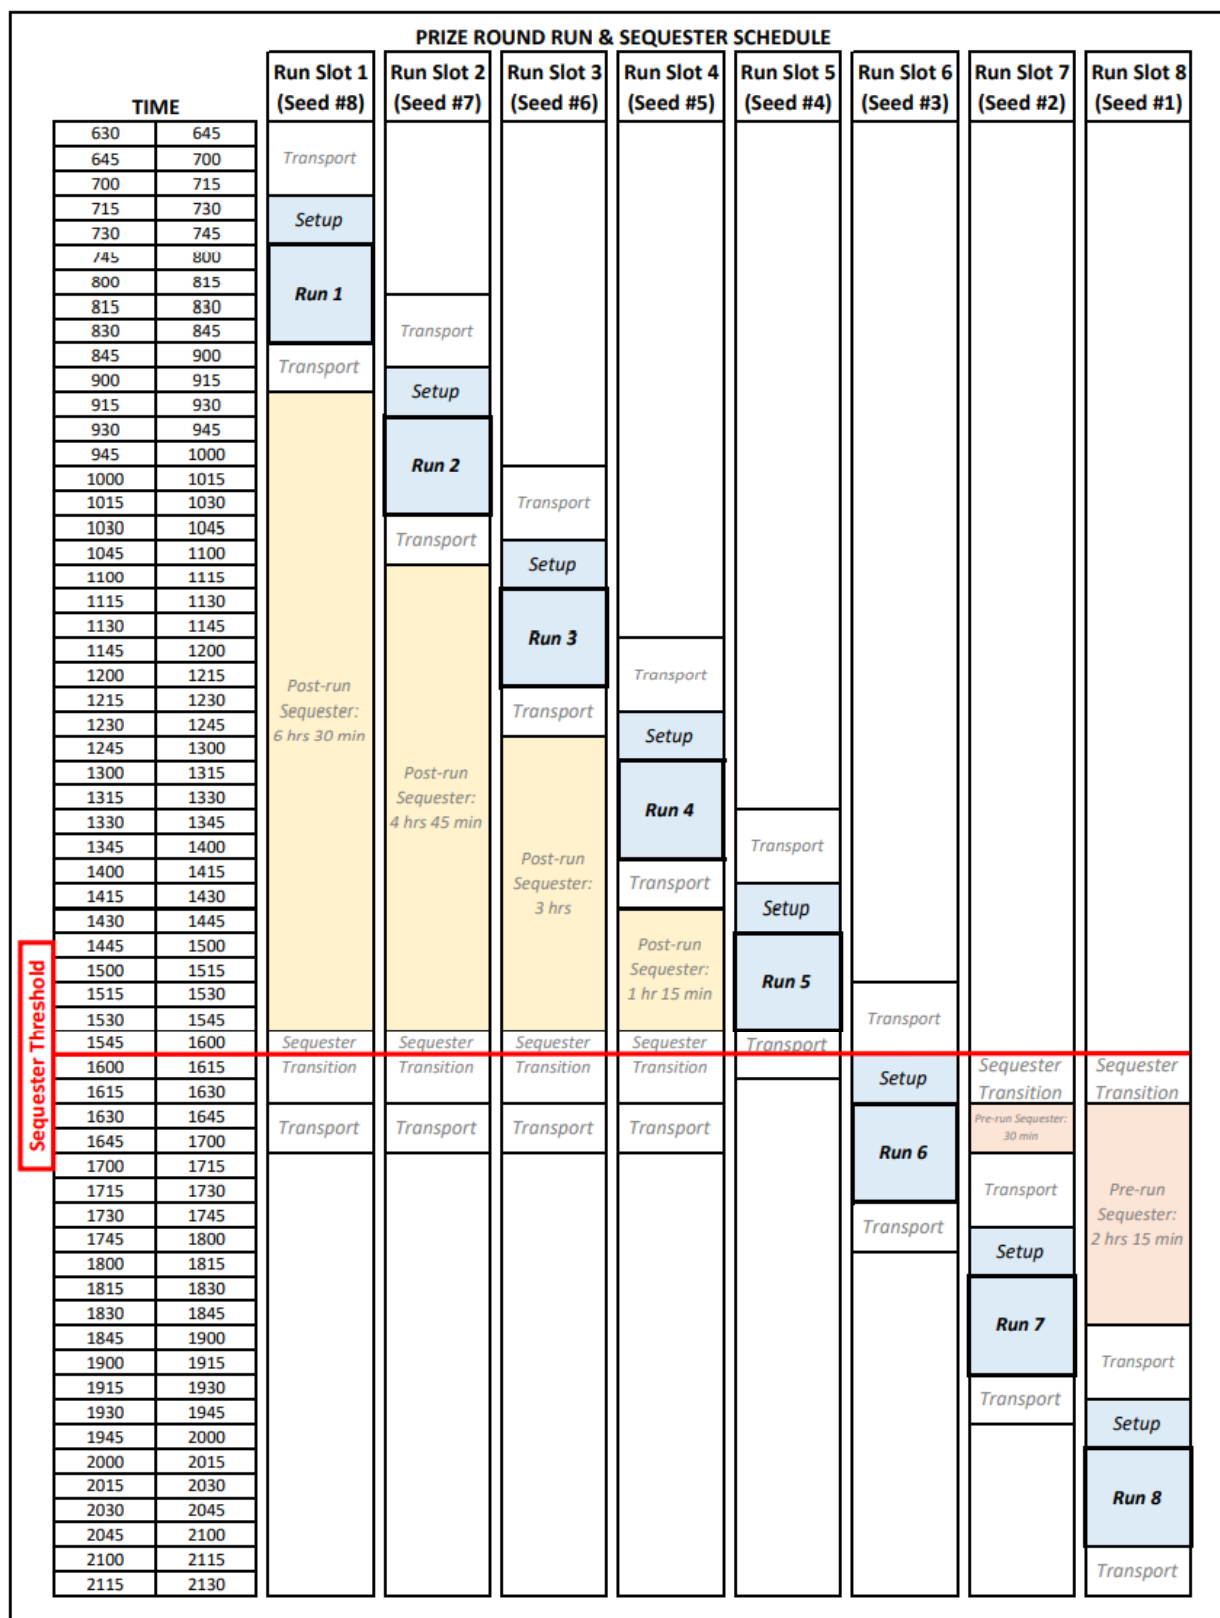 PRIZE ROUND RUN & SEQUESTER SCHEDULE
Run Slot 1 Run Slot 2 Run Slot 3 Run Slot 4 Run Slot 5 Run Slot 6 Run Slot 7 Run Slot 8
TIME (Seed #8) (Seed #7) (Seed #6) (Seed #5) (Seed #4) (Seed #3) (Seed #2) (Seed #1)
630 645
645 700 Transport
700 715
715 730 Setup
730 745
745 800
800 815 Run 1
815 830
830 845 Transport
845 900 Transport
900 915 Setup
915 930
930 945
945 1000 Run 2
1000 1015
1015 1030 Transport
1030 1045 Transport
1045 1100 Setup
1100 1115
1115 1130
1130 1145 Run 3
1145 1200
1200 1215 Post-run Transport
1215 1230 Sequester: Transport
1230 1245 6 hrs 30 min Setup
1245 1300
1300 1315 Post-run
1315 1330 Sequester: Run 4
1330 1345 4 hrs 45 min
1345 1400 Post-run Transport
1400 1415 Sequester: Transport
1415 1430 3 hrs Setup
1430 1445
1445 1500 Post-run
1500 1515 Sequester: Run 5
1515 1530 1 hr 15 min
1530 1545 Transport
1545 1600 Sequester Sequester Sequester Sequester Transport
Sequester Threshold
1600 1615 Transition Transition Transition Transition Setup Sequester Sequester
1615 1630 Transition Transition
1630 1645 Transport Transport Transport Transport Pre-run Sequester:
1645 1700 Run 6 30 min
1700 1715
1715 1730 Transport Pre-run
1730 1745 Transport Sequester:
1745 1800 Setup 2 hrs 15 min
1800 1815
1815 1830
1830 1845 Run 7
1845 1900
1900 1915 Transport
1915 1930 Transport
1930 1945 Setup
1945 2000
2000 2015
2015 2030 Run 8
2030 2045
2045 2100
2100 2115 Transport
2115 2130